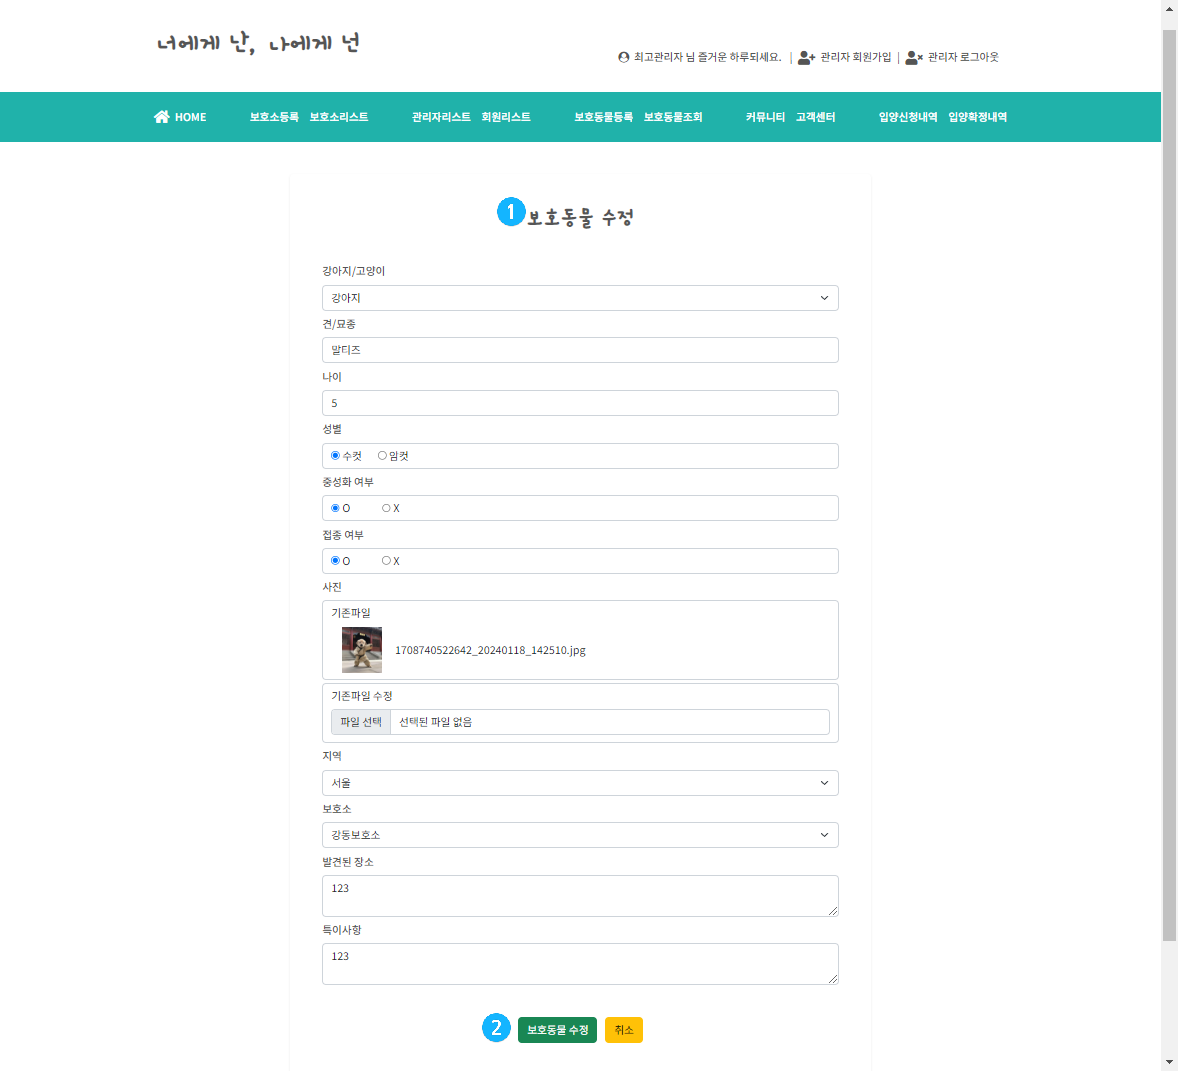 너에게 난, 나에게 넌
최고관리자 님 즐거운 하루되세요. | 관리자 회원가입 | 관리자 로그아웃
HOME 보호소등록 보호소리스트 관리자리스트 회원리스트 보호동물등록 보호동물조회 커뮤니티 고객센터 입양신청내역 입양확정내역
1 보호동물 수정
강아지/고양이
강아지
견/묘종
말티즈
나이
5
성별
수컷 암컷
중성화 여부
O X
접종 여부
O X
사진
기존파일
1708740522642_20240118_142510.jpg
기존파일 수정
파일 선택 선택된 파일 없음
지역
서울
보호소
강동보호소
발견된 장소
123
특이사항
123
2 보호동물 수정 취소